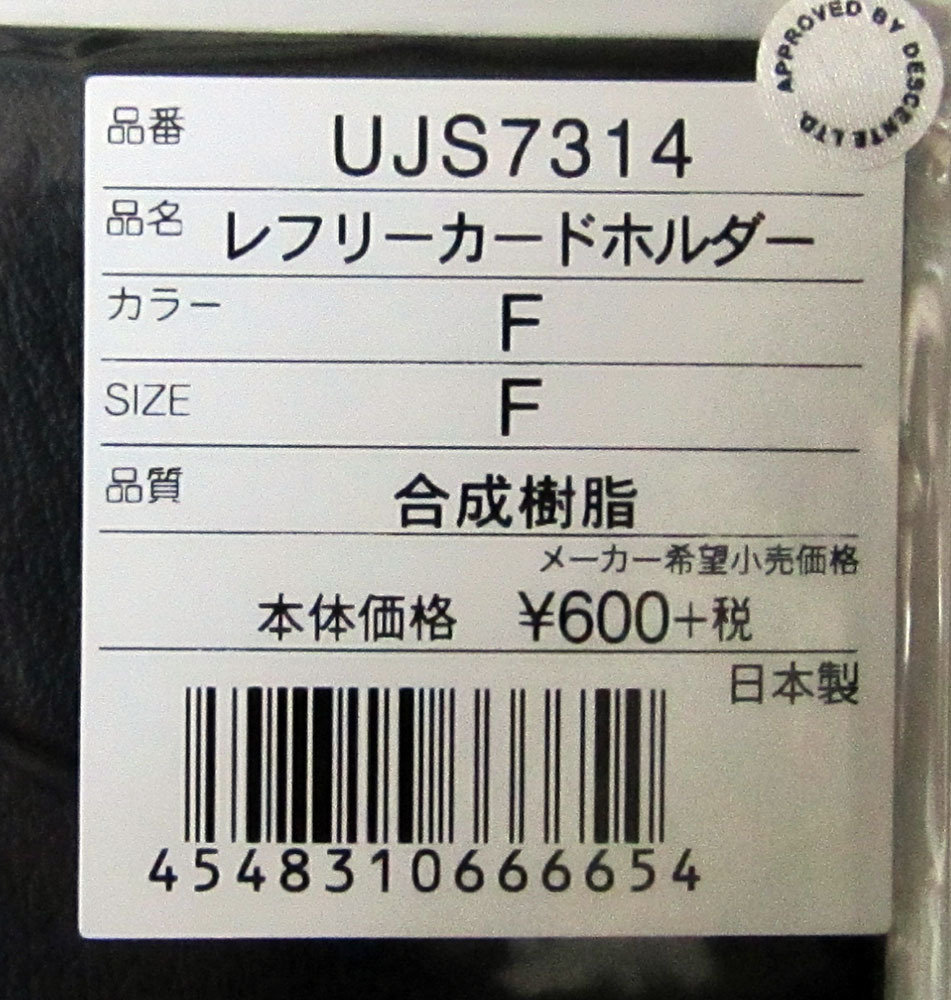 APPROVED BY DESCENTE LTD.
品番 UJS7314
品名 レフリーカードホルダー
カラー F
SIZE F
品質 合成樹脂
メーカー希望小売価格
本体価格 ¥600+税
日本製
4548310666654